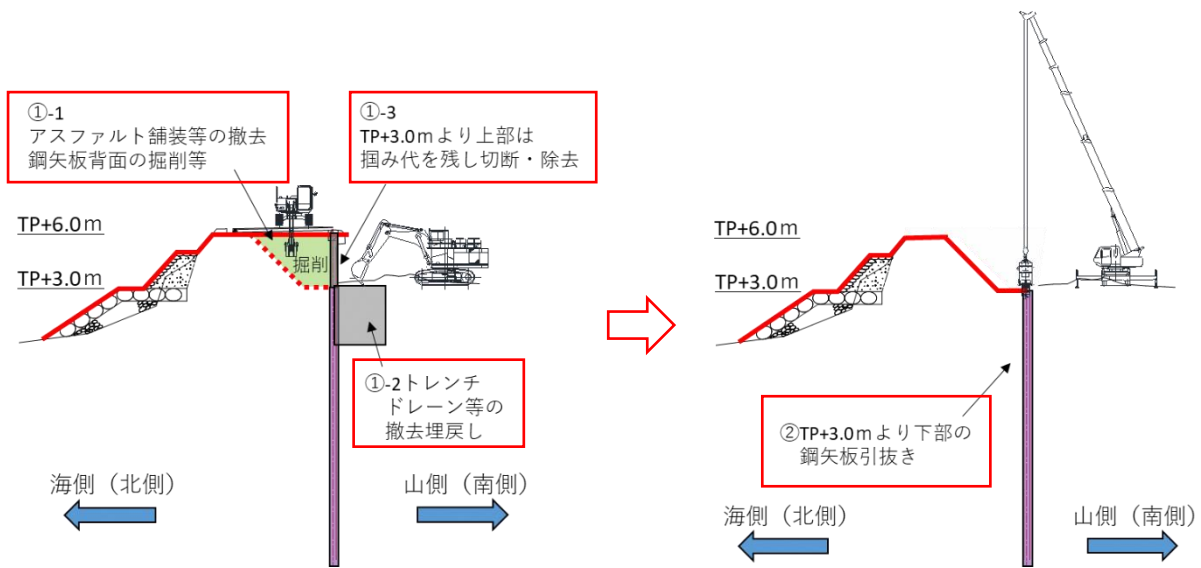 ①-1
アスファルト舗装等の撤去
鋼矢板背面の掘削等
①-3
TP+3.0mより上部は
掴み代を残し切断・除去
TP+6.0m
TP+3.0m
掘削
①-2トレンチ
ドレーン等の
撤去埋戻し
海側（北側）
山側（南側）
TP+6.0m
TP+3.0m
②TP+3.0mより下部の
鋼矢板引抜き
海側（北側）
山側（南側）